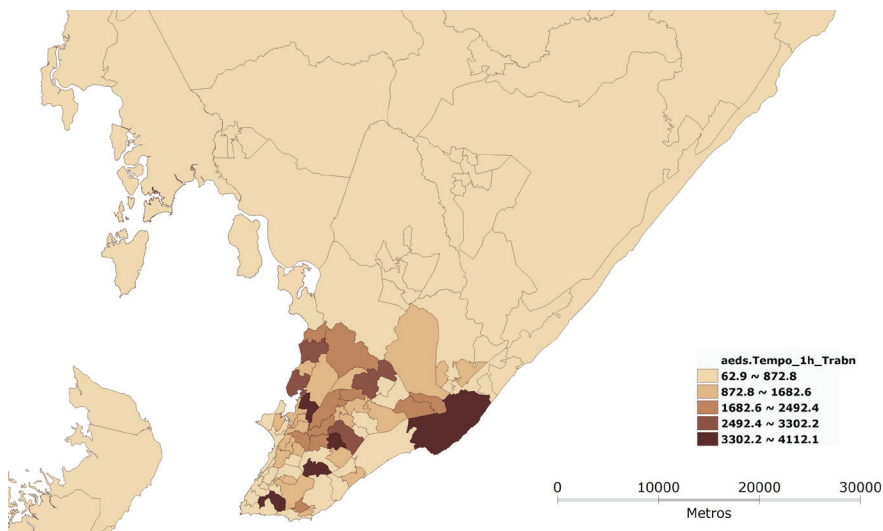 aeds.Tempo_1h_Trabn
62.9 ~ 872.8
872.8 ~ 1682.6
1682.6 ~ 2492.4
2492.4 ~ 3302.2
3302.2 ~ 4112.1
0 10000 20000 30000
Metros